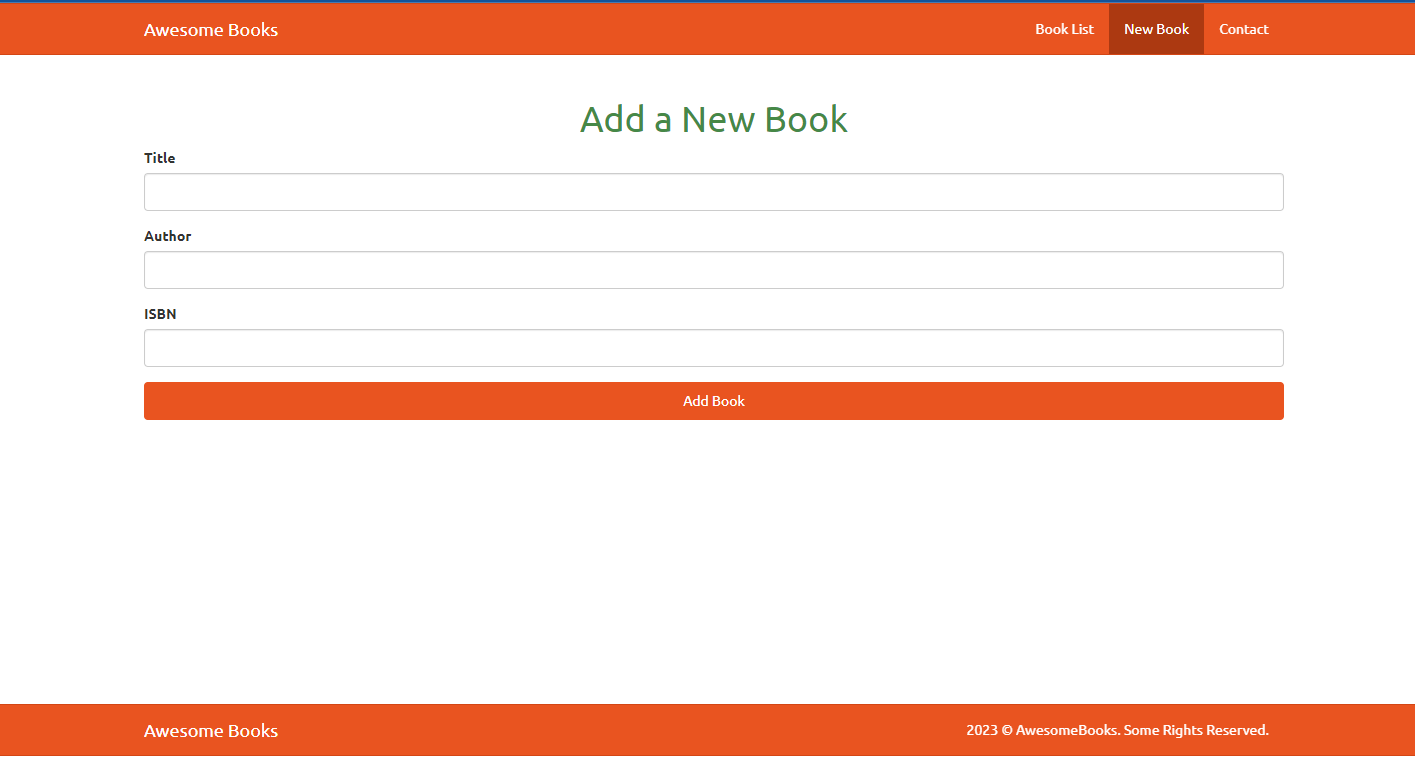 Awesome Books
Book List New Book Contact
Add a New Book
Title
Author
ISBN
Add Book
Awesome Books
2023 © AwesomeBooks. Some Rights Reserved.